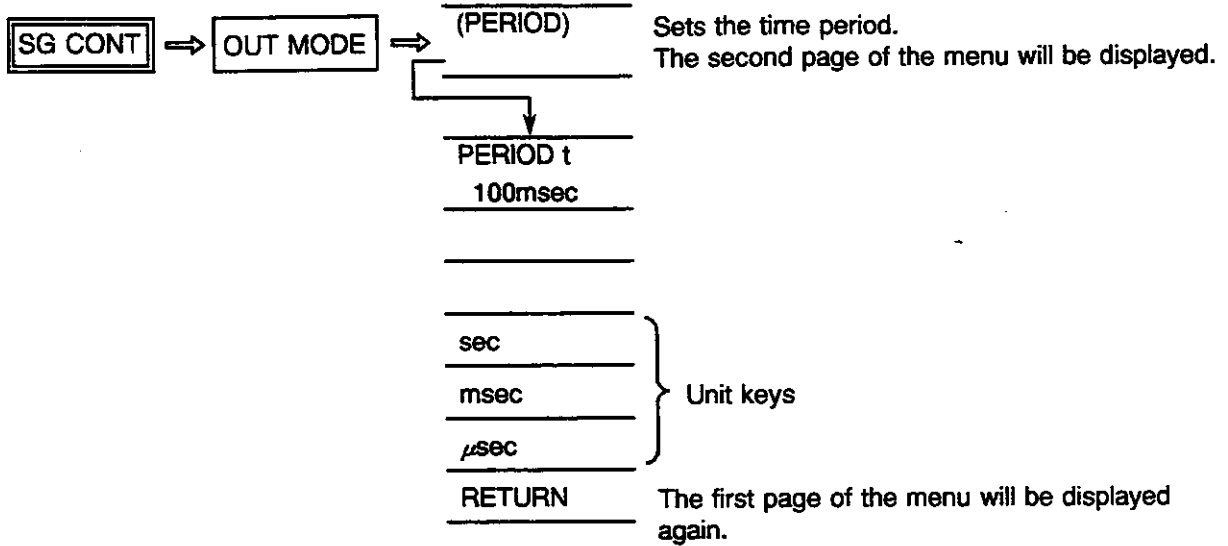 SG CONT ⇒ OUT MODE ⇒ (PERIOD) Sets the time period.
The second page of the menu will be displayed.
PERIOD t
100msec
sec
msec
Unit keys
μsec
RETURN The first page of the menu will be displayed
again.